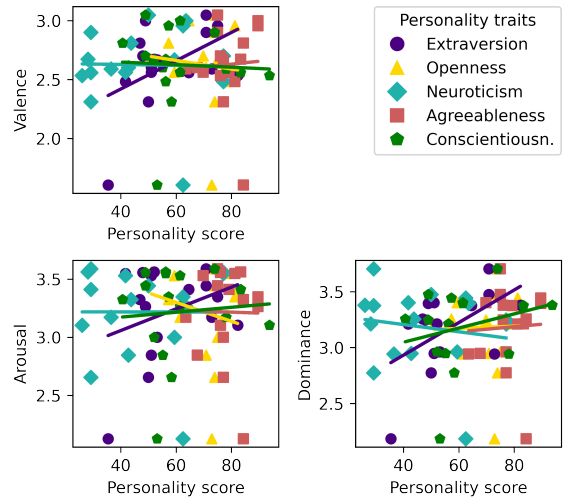 3.0
2.5
2.0
Valence
40 60 80
Personality score
Personality traits
Extraversion
Openness
Neuroticism
Agreeableness
Conscientiousn.
3.5
3.0
2.5
Arousal
40 60 80
Personality score
3.5
3.0
2.5
Dominance
40 60 80
Personality score